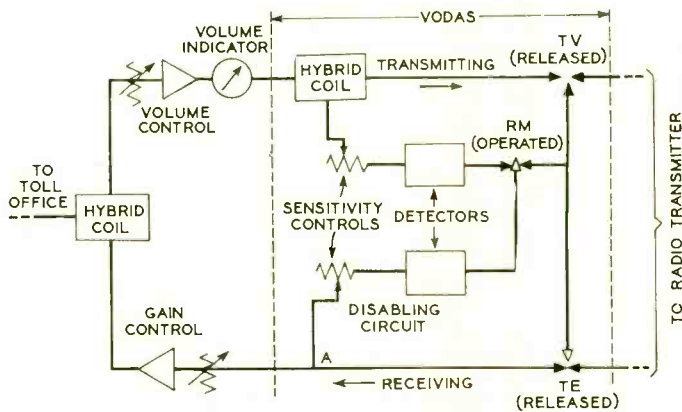 VODAS
VOLUME
INDICATOR
HYBRID
COIL
TRANSMITTING
TV
(RELEASED)
VOLUME
CONTROL
RM
(OPERATED)
TO
TOLL
OFFICE
HYBRID
COIL
SENSITIVITY
CONTROLS
DETECTORS
TO RADIO TRANSMITTER
GAIN
CONTROL
DISABLING
CIRCUIT
A
RECEIVING
TE
(RELEASED)